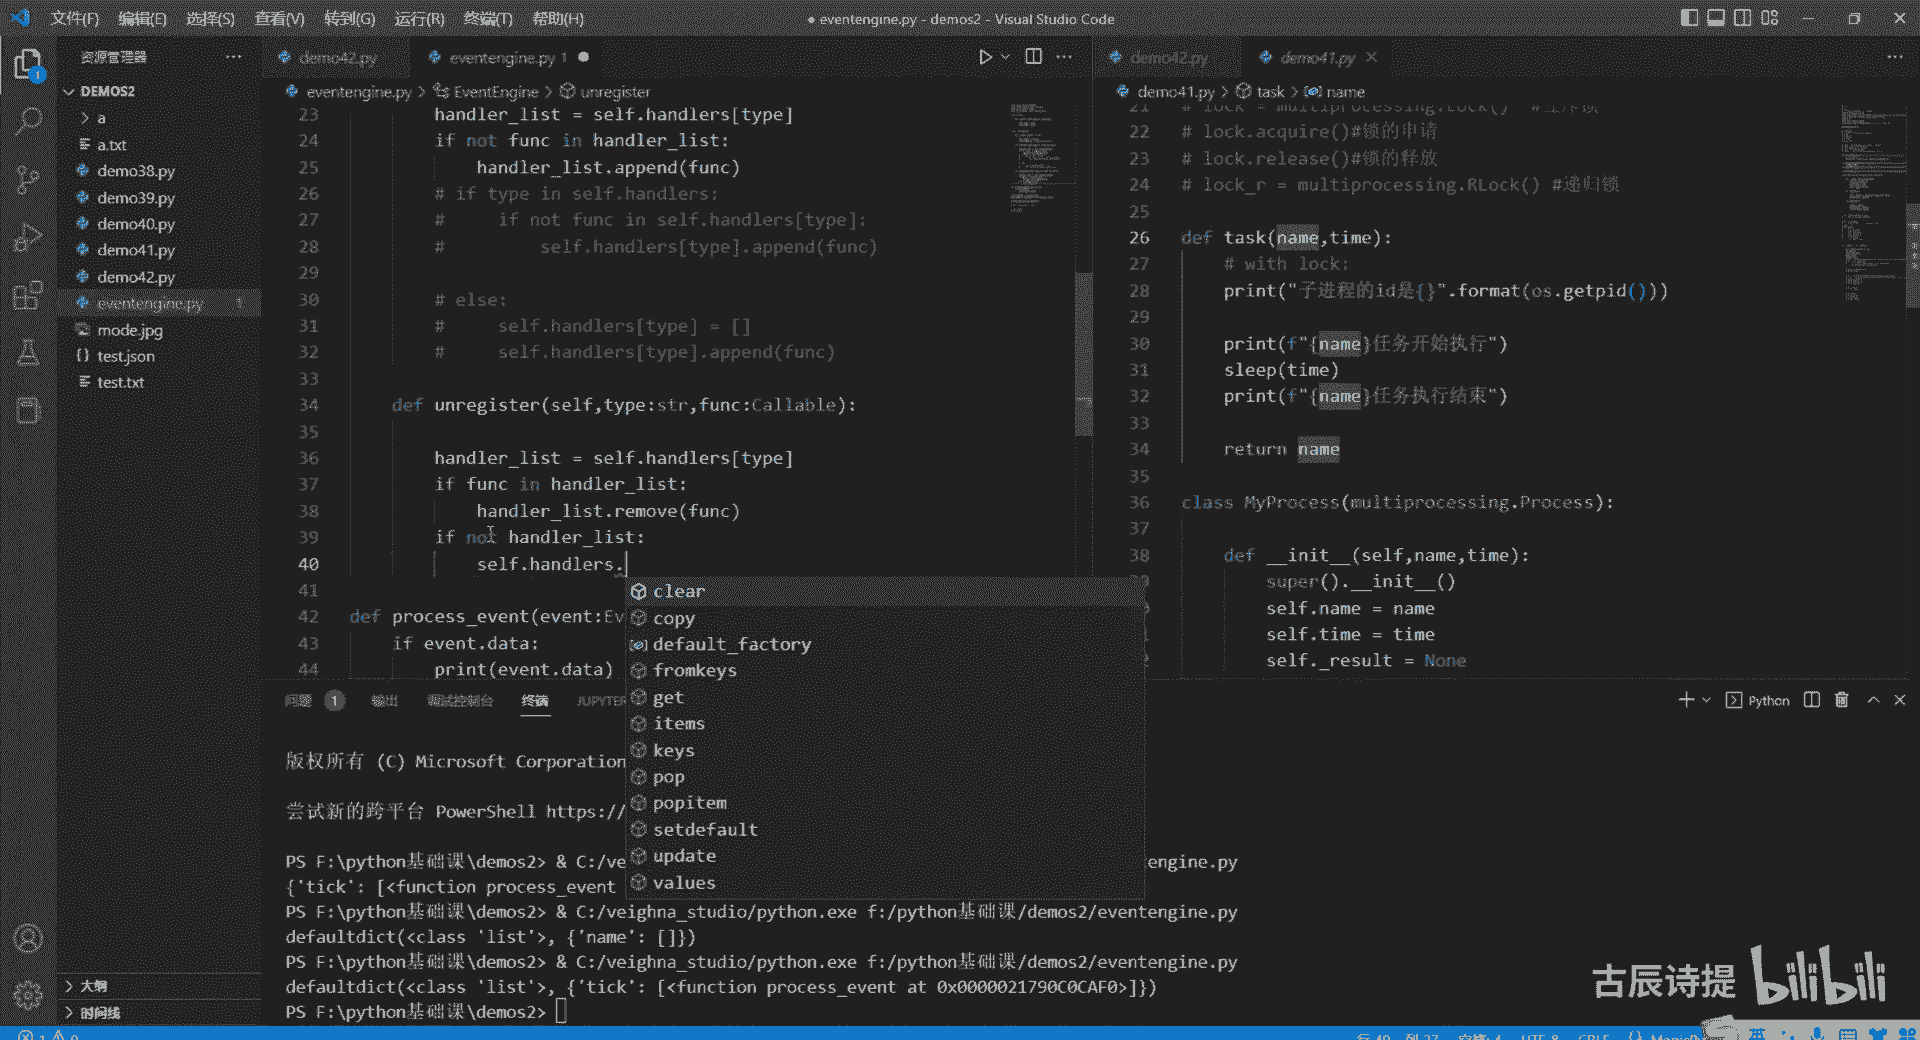 文件(F) 编辑(E) 选择(S) 查看(V) 转到(G) 运行(R) 终端(T) 帮助(H)
● eventengine.py - demos2 - Visual Studio Code
资源管理器
DEMOS2
a
a.txt
demo38.py
demo39.py
demo40.py
demo41.py
demo42.py
eventengine.py 1
mode.jpg
test.json
test.txt
大纲
时间线
demo42.py
eventengine.py 1
eventengine.py > EventEngine > unregister
23 handler_list = self.handlers[type]
24 if not func in handler_list:
25 handler_list.append(func)
26 # if type in self.handlers:
27 # if not func in self.handlers[type]:
28 # self.handlers[type].append(func)
29
30 # else:
31 # self.handlers[type] = []
32 # self.handlers[type].append(func)
33
34 def unregister(self,type:str,func:Callable):
35
36 handler_list = self.handlers[type]
37 if func in handler_list:
38 handler_list.remove(func)
39 if not handler_list:
40 self.handlers.
41
42 def process_event(event:Ev
43 if event.data:
44 print(event.data)
clear
copy
default_factory
fromkeys
get
items
keys
pop
popitem
setdefault
update
values
demo42.py
demo41.py
demo41.py > task > name
21 # lock = multiprocessing.Lock()
22 # lock.acquire()#锁的申请
23 # lock.release()#锁的释放
24 # lock_r = multiprocessing.RLock() #递归锁
25
26 def task(name,time):
27 # with lock:
28 print("子进程的id是{}".format(os.getpid()))
29
30 print(f"{name}任务开始执行")
31 sleep(time)
32 print(f"{name}任务执行结束")
33
34 return name
35
36 class MyProcess(multiprocessing.Process):
37
38 def __init__(self,name,time):
super().__init__()
self.name = name
self.time = time
self._result = None
问题 1 输出 调试控制台 终端 JUPYTER
Python
版权所有 (C) Microsoft Corporation
尝试新的跨平台 PowerShell https://
PS F:\python基础课\demos2> & C:/ve engine.py
{'tick': [<function process_event
PS F:\python基础课\demos2> & C:/veighna_studio/python.exe f:/python基础课/demos2/eventengine.py
defaultdict(<class 'list'>, {'name': []})
PS F:\python基础课\demos2> & C:/veighna_studio/python.exe f:/python基础课/demos2/eventengine.py
defaultdict(<class 'list'>, {'tick': [<function process_event at 0x0000021790C0CAF0>]})
PS F:\python基础课\demos2>
古辰诗提 bilibili